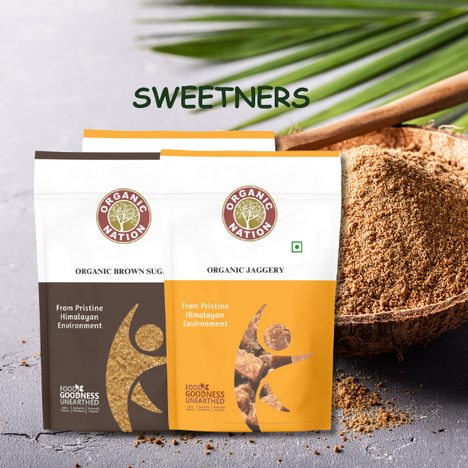 SWEETNERS
ORGANIC
NATION
ORGANIC BROWN SUGA
From Pristine
Himalayan
Environment
FOOD
GOODNESS
UNEARTHED
ORGANIC
NATION
ORGANIC JAGGERY
From Pristine
Himalayan
Environment
FOOD
GOODNESS
UNEARTHED